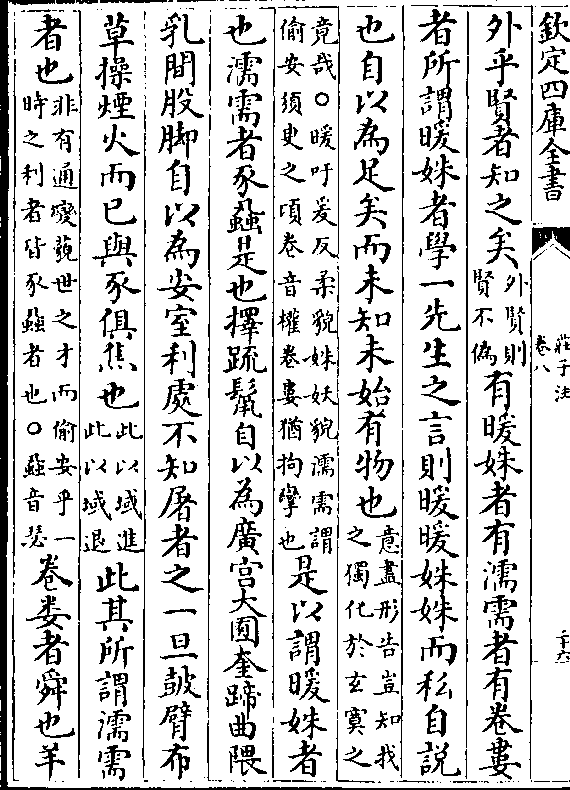 欽定四庫全書
莊子注
卷八
外乎賢者知之矣外賢則賢不偽有暖姝者有濡需者有卷婁
者所謂暖姝者學一先生之言則暖暖姝姝而私自說
也自以為足矣而未知未始有物也意盡形告豈知我之獨化於玄冥之
竟哉○暖吁爰反柔貌姝妖貌濡需謂偷安須臾之頃卷音權卷婁猶拘攣也是以謂暖姝者
也濡需者豕蝨是也擇疏鬣自以為廣宮大囿奎蹄曲隈
乳間股脚自以為安室利處不知屠者之一旦鼓臂布
草操煙火而已與豕俱焦也此以域進此以域退此其所謂濡需
者也非有通變藐世之才而偷安乎一時之利者皆豕蝨者也○蝨音瑟卷婁者舜也羊